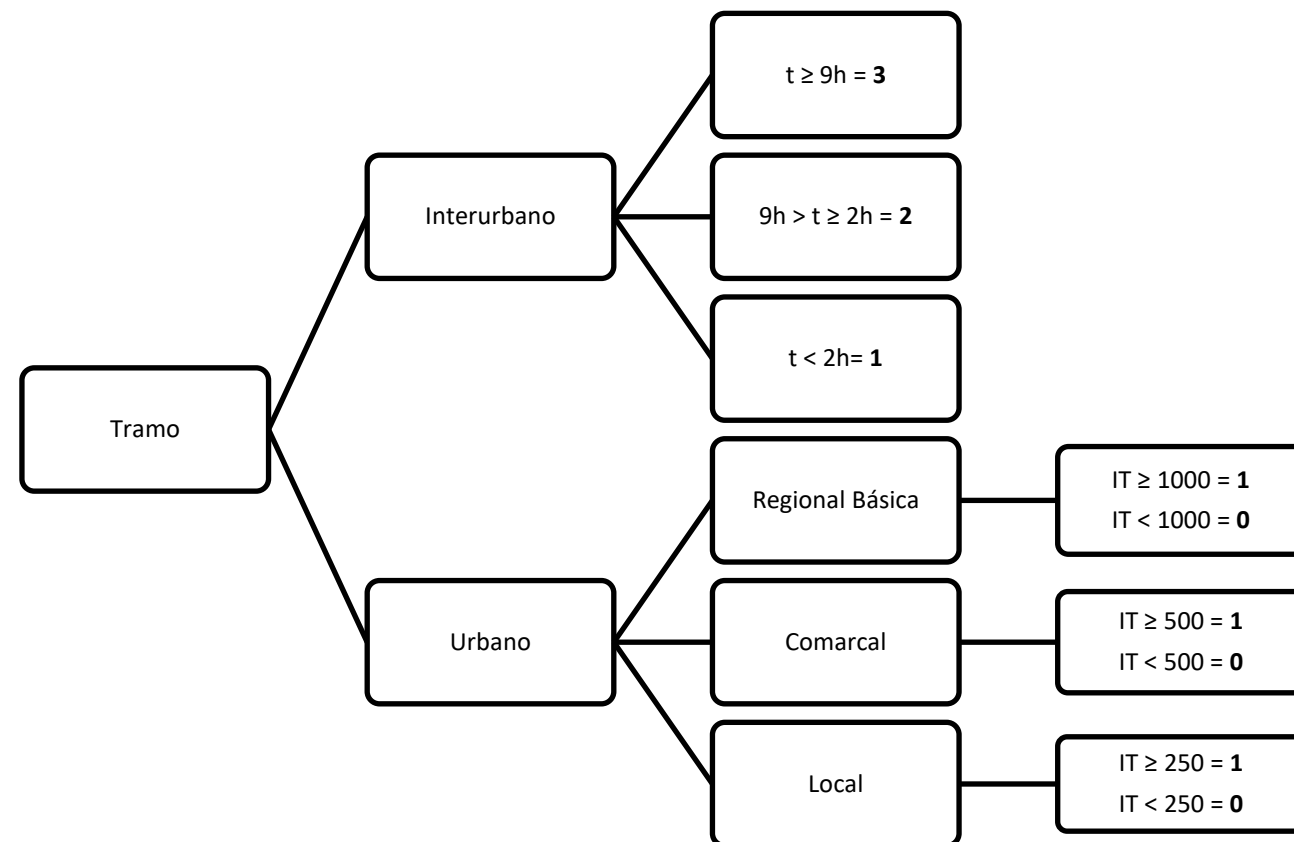 t ≥ 9h = 3
Interurbano
9h > t ≥ 2h = 2
t < 2h= 1
Tramo
Regional Básica
IT ≥ 1000 = 1
IT < 1000 = 0
Urbano
Comarcal
IT ≥ 500 = 1
IT < 500 = 0
Local
IT ≥ 250 = 1
IT < 250 = 0